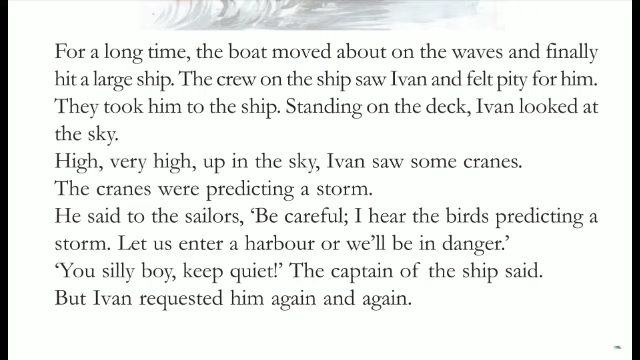 For a long time, the boat moved about on the waves and finally
hit a large ship. The crew on the ship saw Ivan and felt pity for him.
They took him to the ship. Standing on the deck, Ivan looked at
the sky.
High, very high, up in the sky, Ivan saw some cranes.
The cranes were predicting a storm.
He said to the sailors, ‘Be careful; I hear the birds predicting a
storm. Let us enter a harbour or we’ll be in danger.’
‘You silly boy, keep quiet!’ The captain of the ship said.
But Ivan requested him again and again.